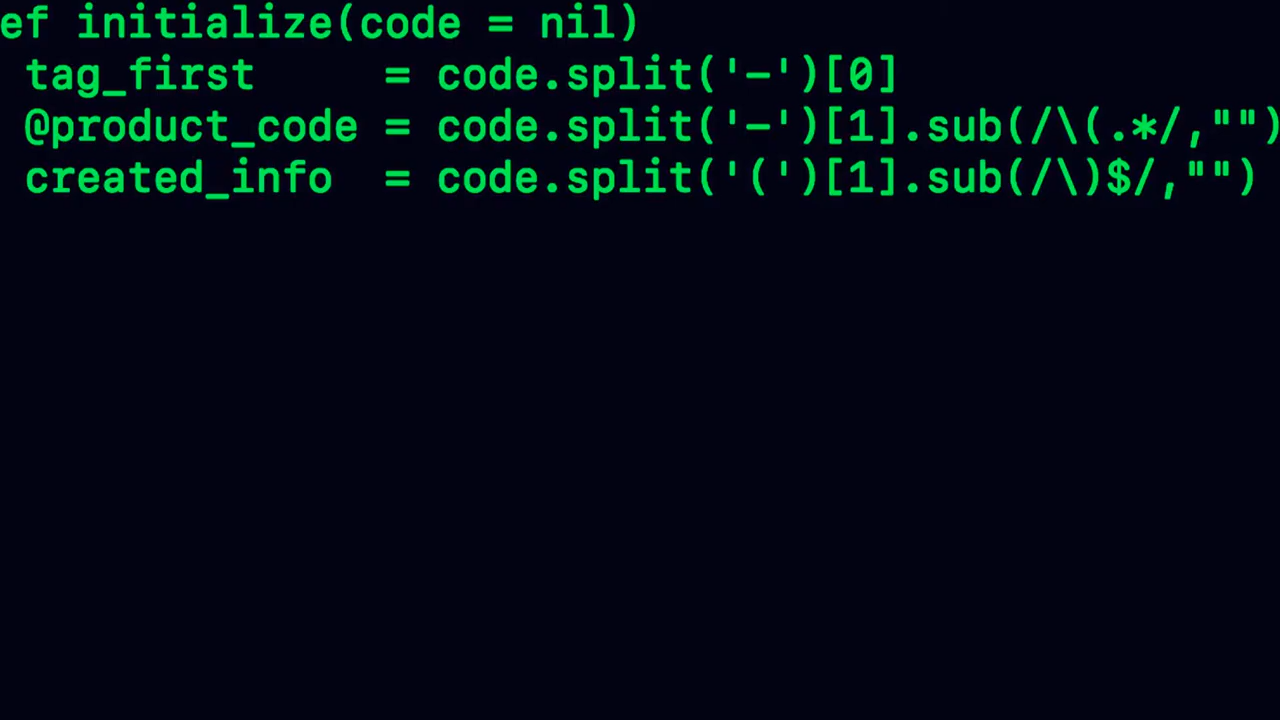 ef initialize(code = nil)
tag_first     = code.split('-')[0]
@product_code = code.split('-')[1].sub(/\(.*/,"")
created_info  = code.split('(')[1].sub(/\)$/,"")